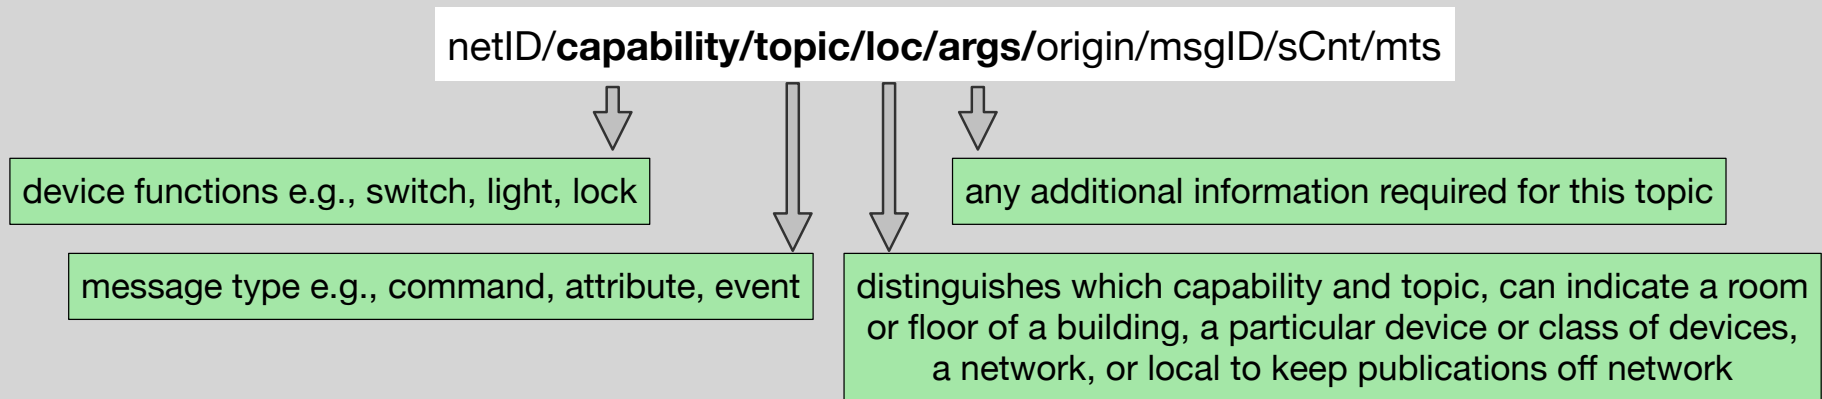 netID/capability/topic/loc/args/origin/msgID/sCnt/mts
device functions e.g., switch, light, lock
any additional information required for this topic
message type e.g., command, attribute, event
distinguishes which capability and topic, can indicate a room
or floor of a building, a particular device or class of devices,
a network, or local to keep publications off network